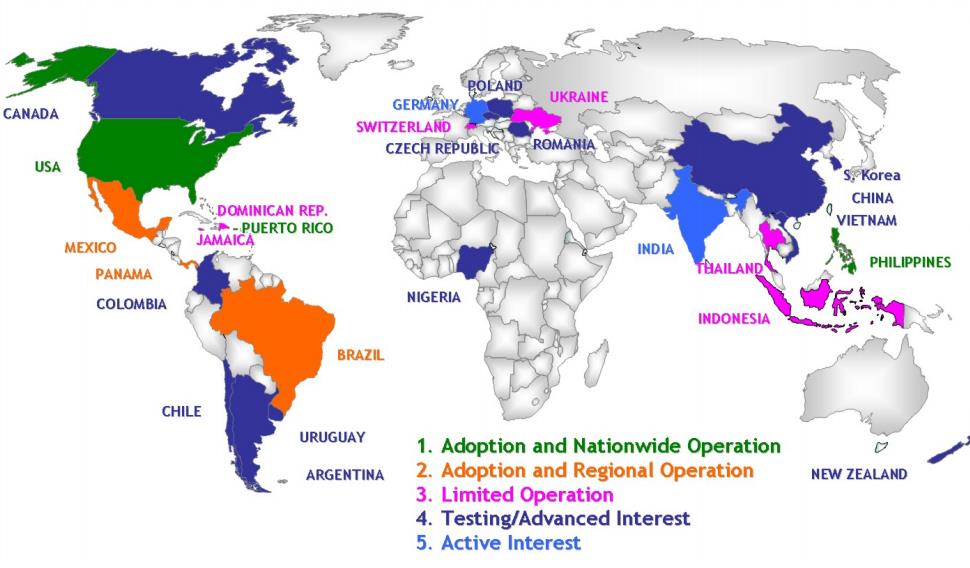 POLAND
UKRAINE
GERMANY
CANADA
SWITZERLAND
CZECH REPUBLIC
ROMANIA
USA
S. Korea
CHINA
DOMINICAN REP.
VIETNAM
PUERTO RICO
JAMAICA
MEXICO
INDIA
PHILIPPINES
THAILAND
PANAMA
NIGERIA
COLOMBIA
INDONESIA
BRAZIL
CHILE
URUGUAY
ARGENTINA
NEW ZEALAND
1. Adoption and Nationwide Operation
2. Adoption and Regional Operation
3. Limited Operation
4. Testing/Advanced Interest
5. Active Interest